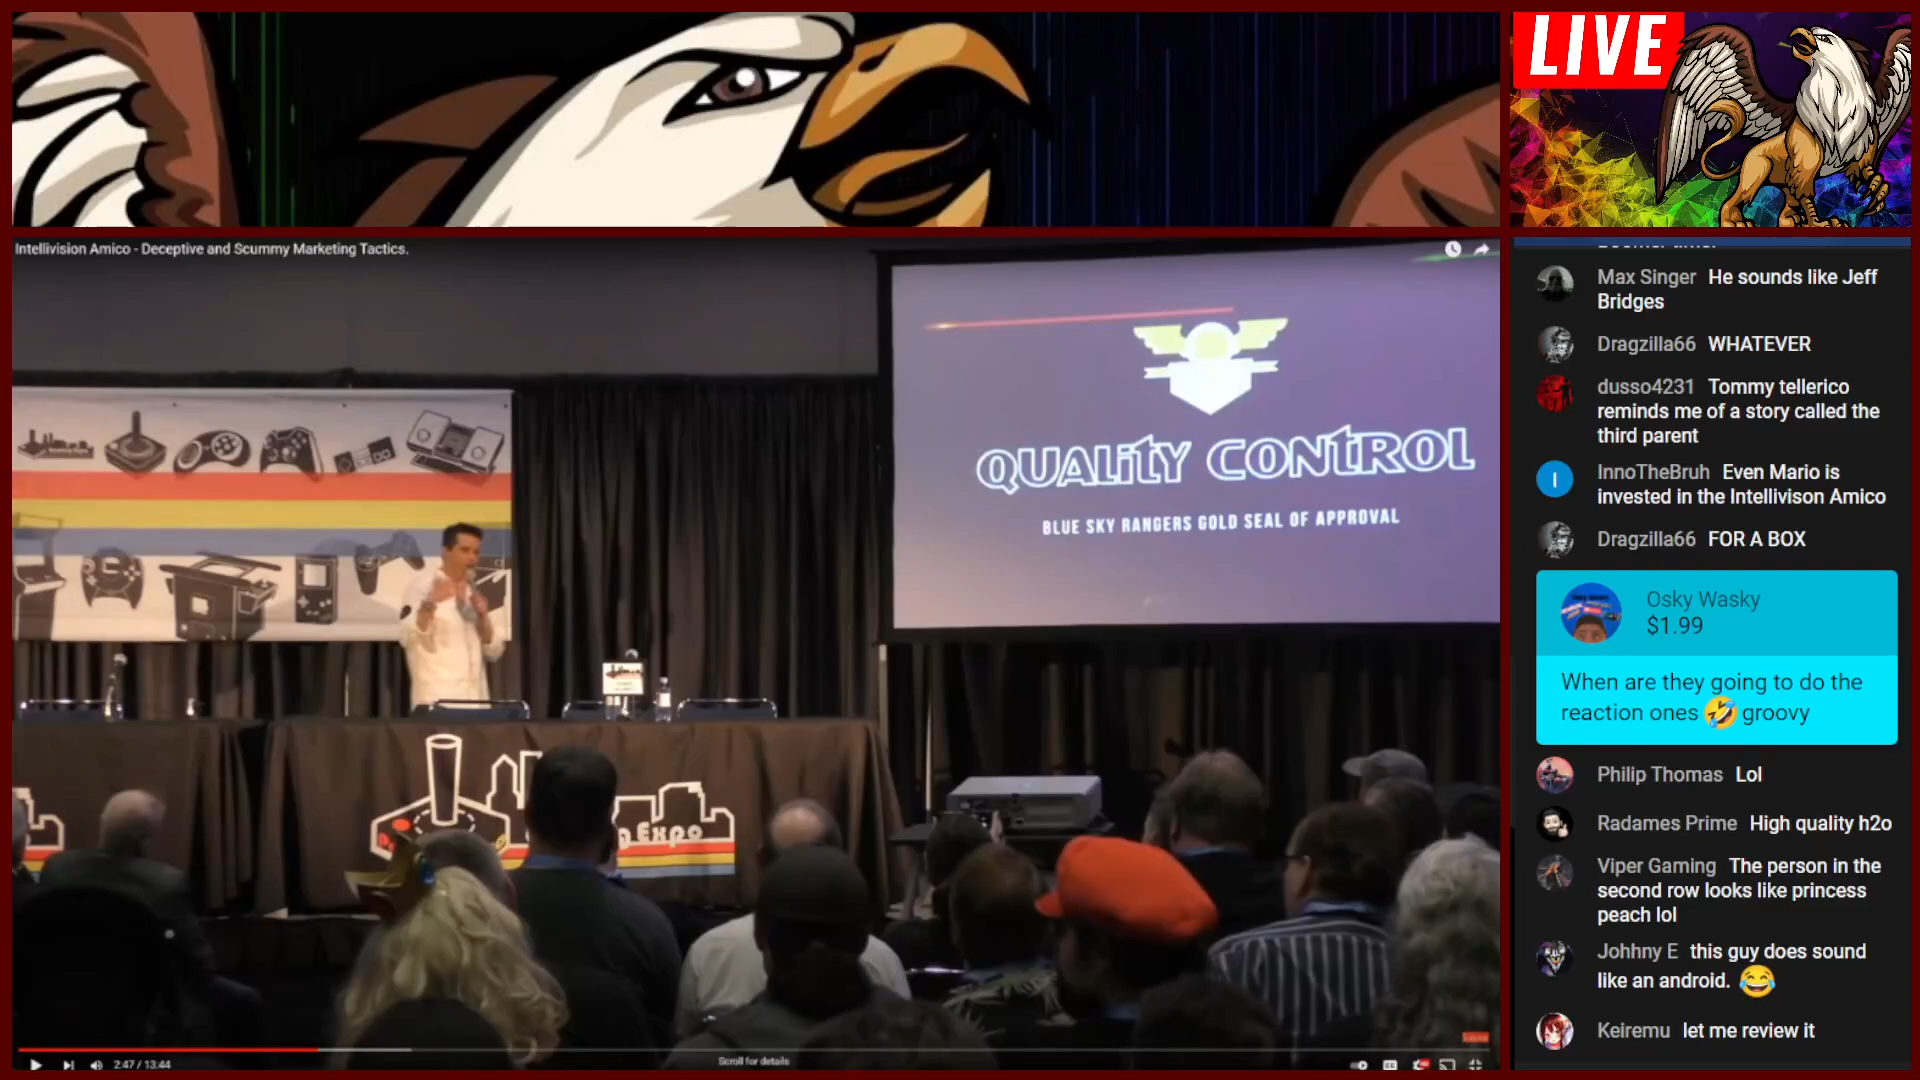 LIVE
Intellivision Amico - Deceptive and Scummy Marketing Tactics.
QUALITY CONTROL
BLUE SKY RANGERS GOLD SEAL OF APPROVAL
Expo
2:47 / 13:44
Scroll for details
Max Singer He sounds like Jeff
Bridges
Dragzilla66 WHATEVER
dusso4231 Tommy tellerico
reminds me of a story called the
third parent
I
InnoTheBruh Even Mario is
invested in the Intellivison Amico
Dragzilla66 FOR A BOX
Osky Wasky
$1.99
When are they going to do the
reaction ones 🤣 groovy
Philip Thomas Lol
Radames Prime High quality h2o
Viper Gaming The person in the
second row looks like princess
peach lol
Johhny E this guy does sound
like an android. 😂
Keiremu let me review it